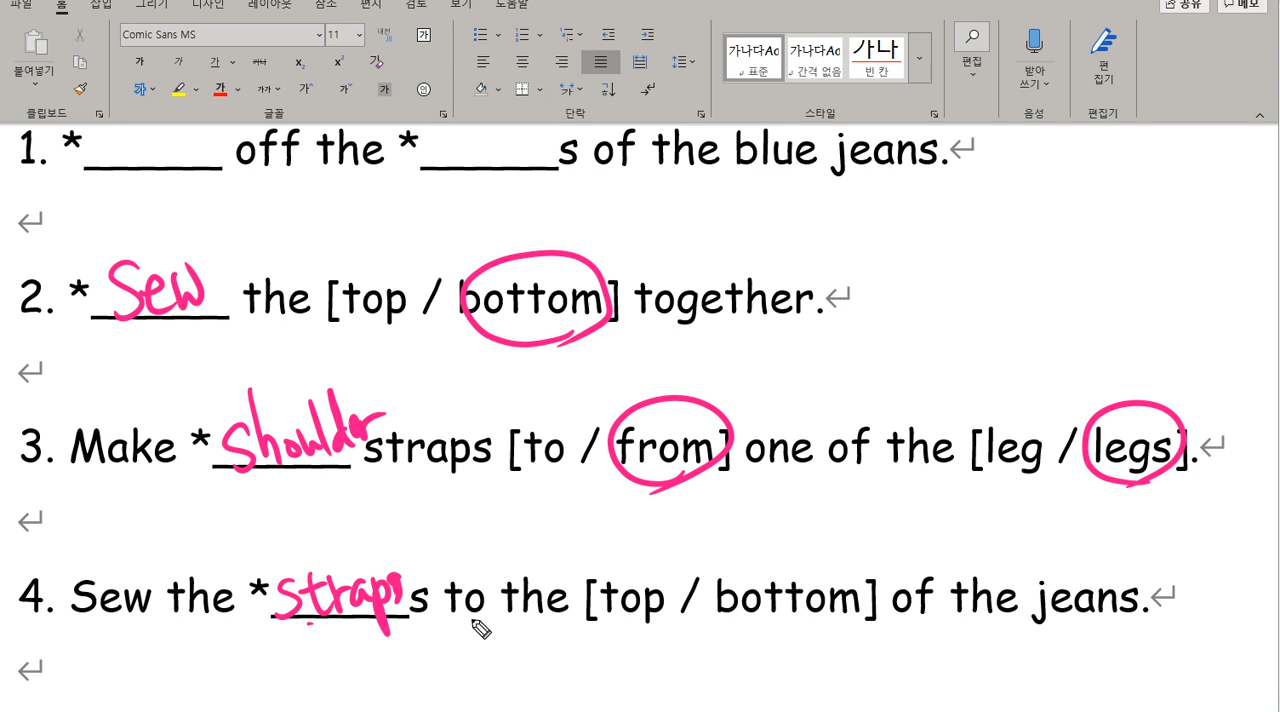 파일 홈 삽입 그리기 디자인 레이아웃 참조 편지 검토 보기 도움말 공유 메모
Comic Sans MS 11
붙여넣기
가나다Ac 가나다Ac 가나
표준 간격 없음 빈 칸
편집
받아쓰기
편집기
클립보드 글꼴 단락 스타일 음성 편집기
1. *______ off the *______s of the blue jeans.
2. *Sew the [top / bottom] together.
3. Make *shoulder straps [to / from] one of the [leg / legs].
4. Sew the *straps to the [top / bottom] of the jeans.